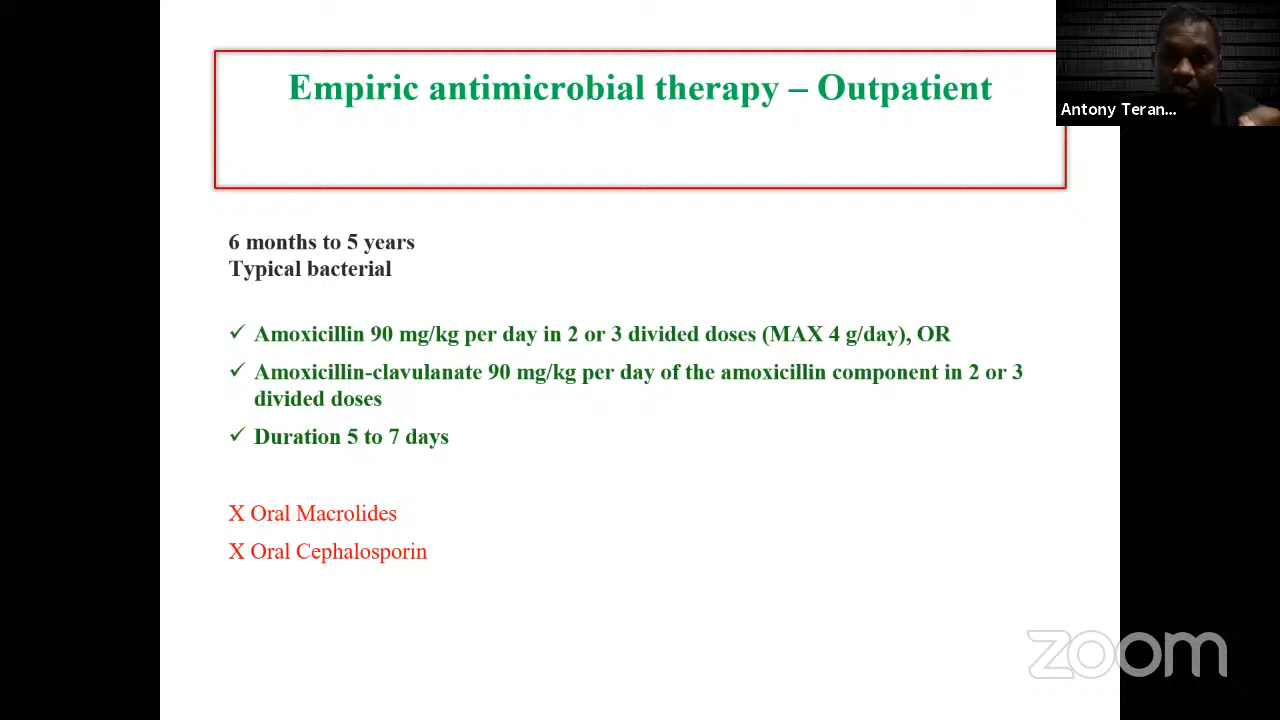 Empiric antimicrobial therapy – Outpatient
Antony Teran...
6 months to 5 years
Typical bacterial
✓ Amoxicillin 90 mg/kg per day in 2 or 3 divided doses (MAX 4 g/day), OR
✓ Amoxicillin-clavulanate 90 mg/kg per day of the amoxicillin component in 2 or 3
divided doses
✓ Duration 5 to 7 days
X Oral Macrolides
X Oral Cephalosporin
zoom